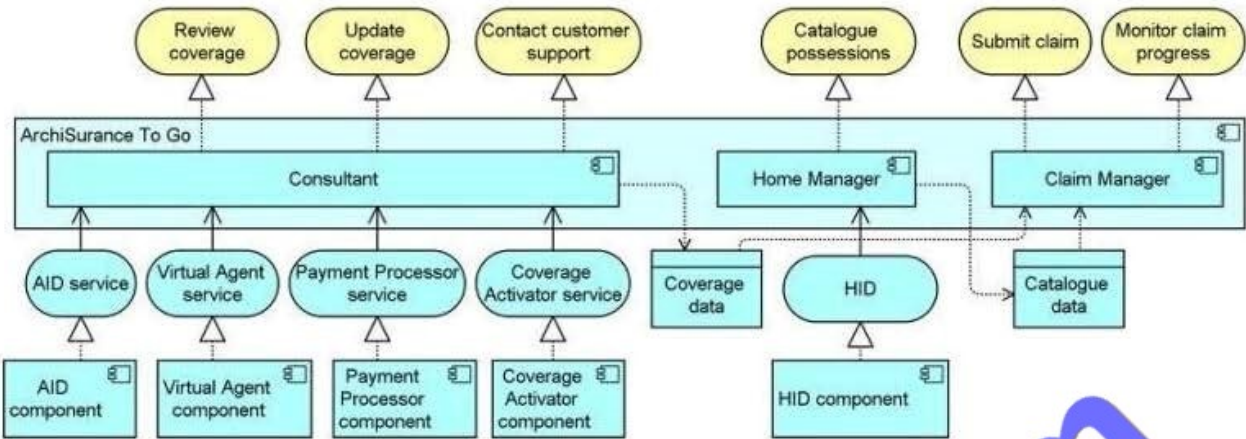 Review
coverage
Update
coverage
Contact customer
support
Catalogue
possessions
Submit claim
Monitor claim
progress
ArchiSurance To Go
Consultant
Home Manager
Claim Manager
AID service
Virtual Agent
service
Payment Processor
service
Coverage
Activator service
Coverage
data
HID
Catalogue
data
AID
component
Virtual Agent
component
Payment
Processor
component
Coverage
Activator
component
HID component